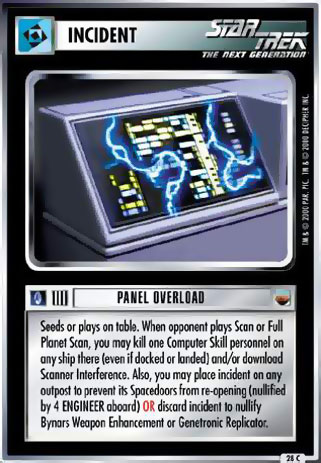 INCIDENT
STAR TREK
THE NEXT GENERATION
TM & © 2000 PAR. PIC. TM & © 2000 DECIPHER INC.
PANEL OVERLOAD
Seeds or plays on table. When opponent plays Scan or Full
Planet Scan, you may kill one Computer Skill personnel on
any ship there (even if docked or landed) and/or download
Scanner Interference. Also, you may place incident on any
outpost to prevent its Spacedoors from re-opening (nullified
by 4 ENGINEER aboard) OR discard incident to nullify
Bynars Weapon Enhancement or Genetronic Replicator.
28 C